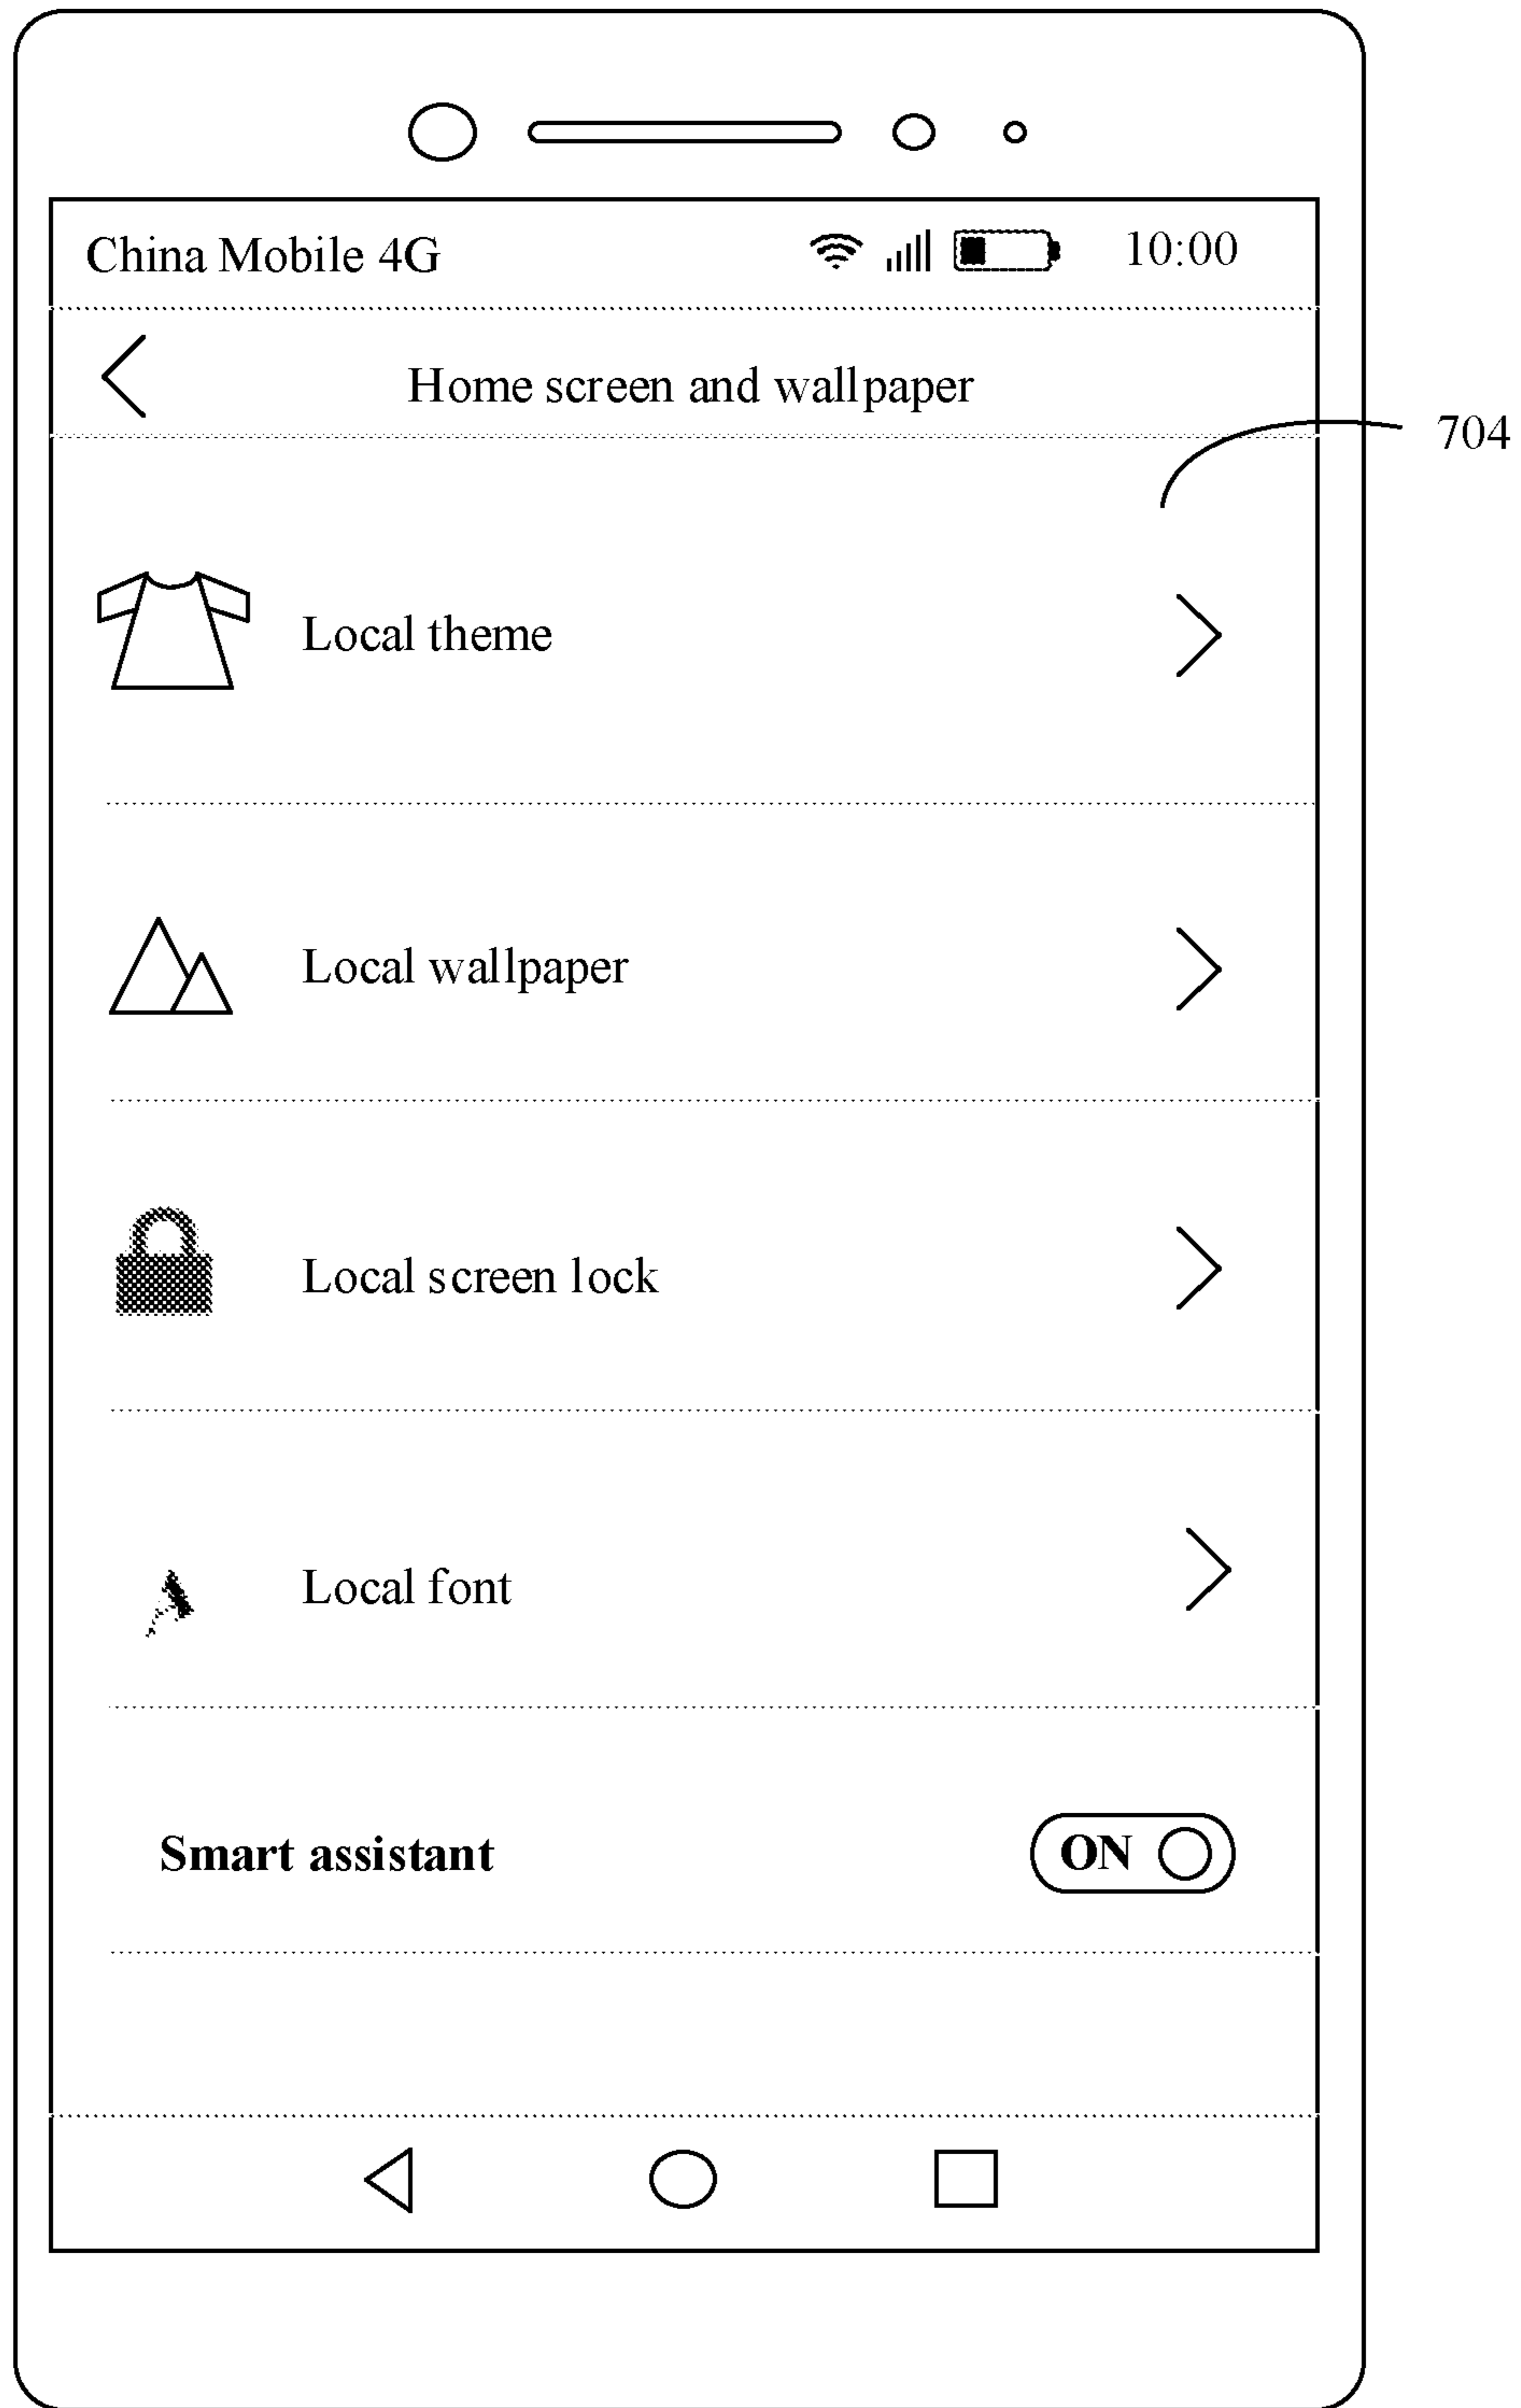 China Mobile 4G 10:00
Home screen and wallpaper
704
Local theme
Local wallpaper
Local screen lock
Local font
Smart assistant ON